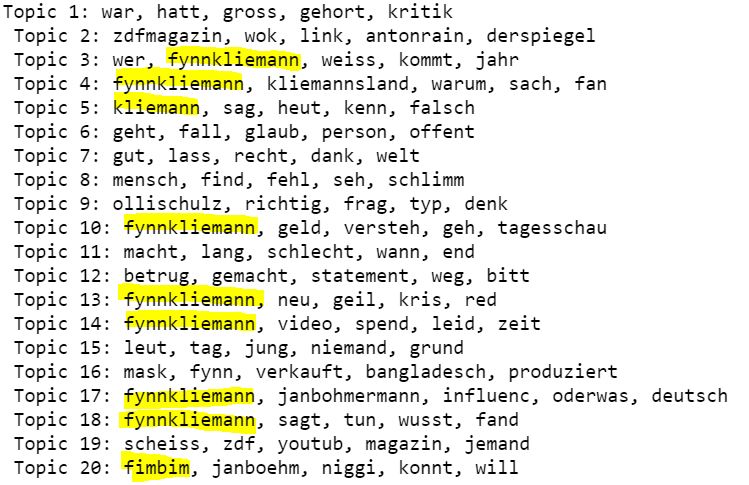 Topic 1: war, hatt, gross, gehort, kritik
Topic 2: zdfmagazin, wok, link, antonrain, derspiegel
Topic 3: wer, fynnkliemann, weiss, kommt, jahr
Topic 4: fynnkliemann, kliemannsland, warum, sach, fan
Topic 5: kliemann, sag, heut, kenn, falsch
Topic 6: geht, fall, glaub, person, offent
Topic 7: gut, lass, recht, dank, welt
Topic 8: mensch, find, fehl, seh, schlimm
Topic 9: ollischulz, richtig, frag, typ, denk
Topic 10: fynnkliemann, geld, versteh, geh, tagesschau
Topic 11: macht, lang, schlecht, wann, end
Topic 12: betrug, gemacht, statement, weg, bitt
Topic 13: fynnkliemann, neu, geil, kris, red
Topic 14: fynnkliemann, video, spend, leid, zeit
Topic 15: leut, tag, jung, niemand, grund
Topic 16: mask, fynn, verkauft, bangladesch, produziert
Topic 17: fynnkliemann, janbohmermann, influenc, oderwas, deutsch
Topic 18: fynnkliemann, sagt, tun, wusst, fand
Topic 19: scheiss, zdf, youtub, magazin, jemand
Topic 20: fimbim, janboehm, niggi, konnt, will